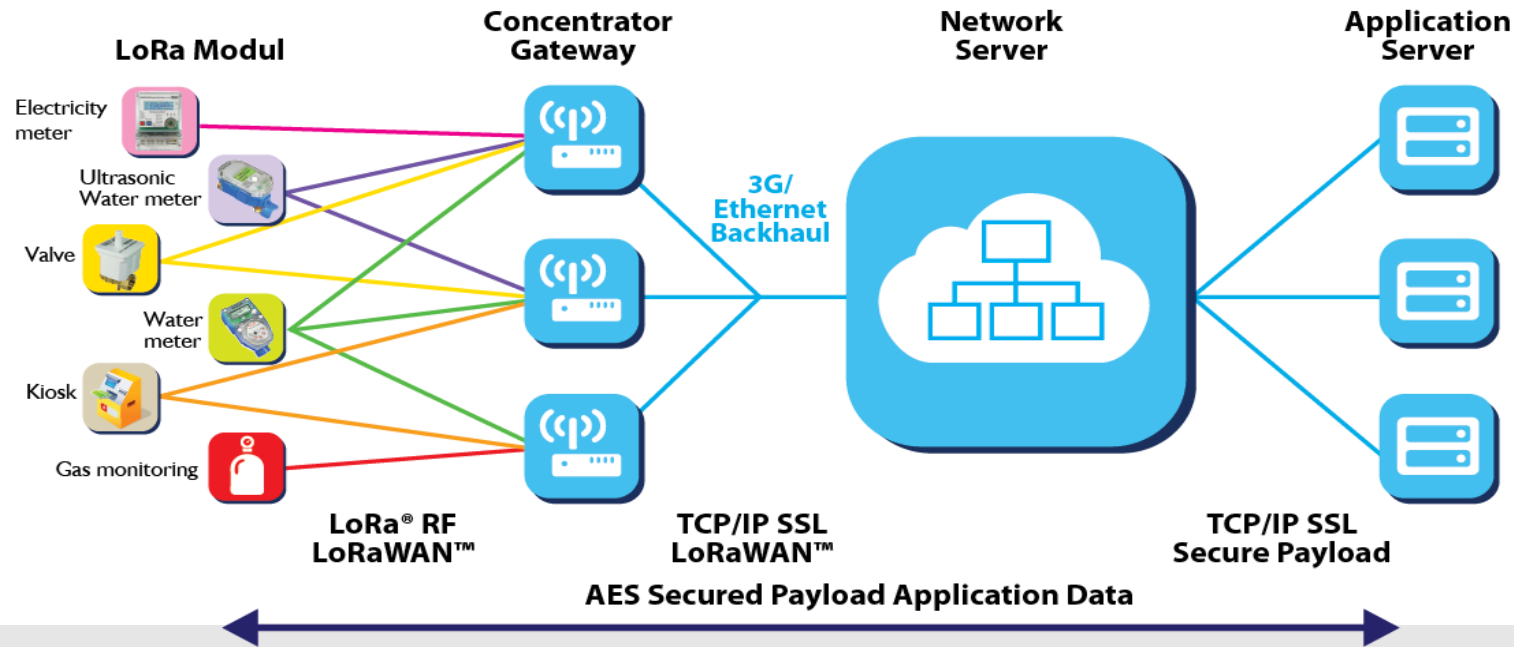 LoRa Modul
Concentrator
Gateway
Network
Server
Application
Server
Electricity
meter
Ultrasonic
Water meter
Valve
Water
meter
Kiosk
Gas monitoring
3G/
Ethernet
Backhaul
LoRa® RF
LoRaWAN™
TCP/IP SSL
LoRaWAN™
TCP/IP SSL
Secure Payload
AES Secured Payload Application Data